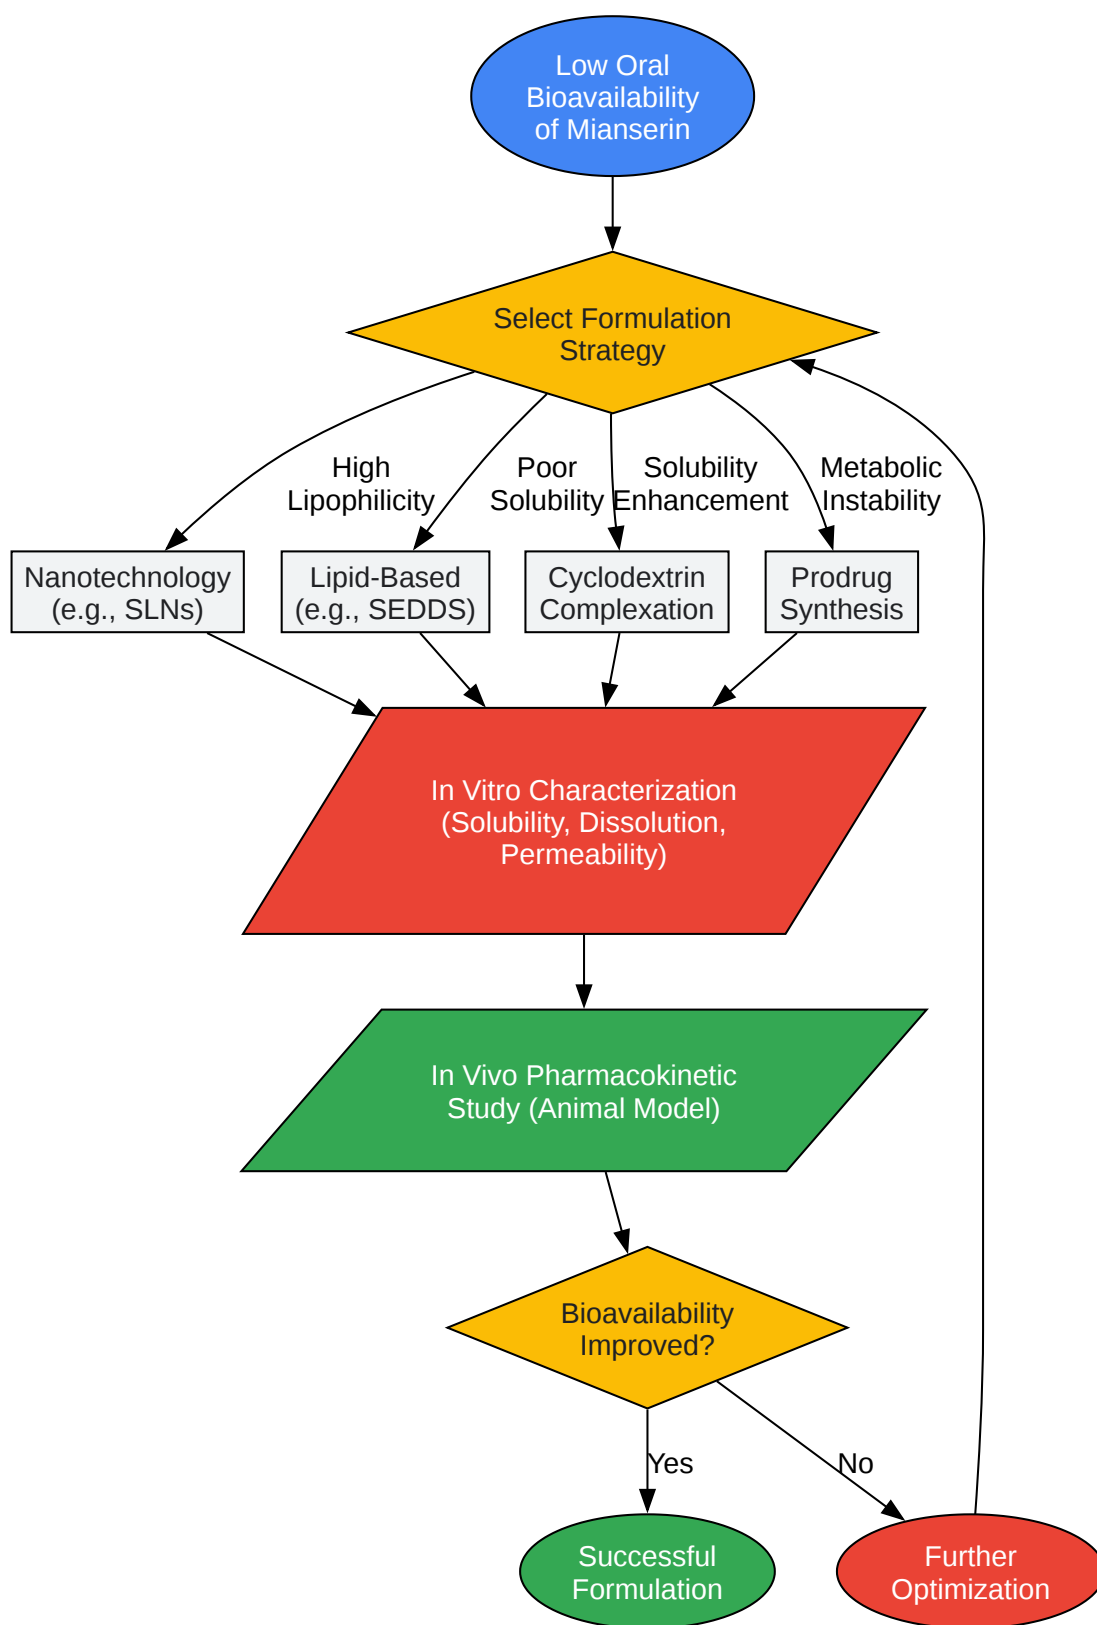 Low Oral
Bioavailability
of Mianserin
Select Formulation
Strategy
High
Lipophilicity
Poor
Solubility
Solubility
Enhancement
Metabolic
Instability
Nanotechnology
(e.g., SLNs)
Lipid-Based
(e.g., SEDDS)
Cyclodextrin
Complexation
Prodrug
Synthesis
In Vitro Characterization
(Solubility, Dissolution,
Permeability)
In Vivo Pharmacokinetic
Study (Animal Model)
Bioavailability
Improved?
Yes
No
Successful
Formulation
Further
Optimization